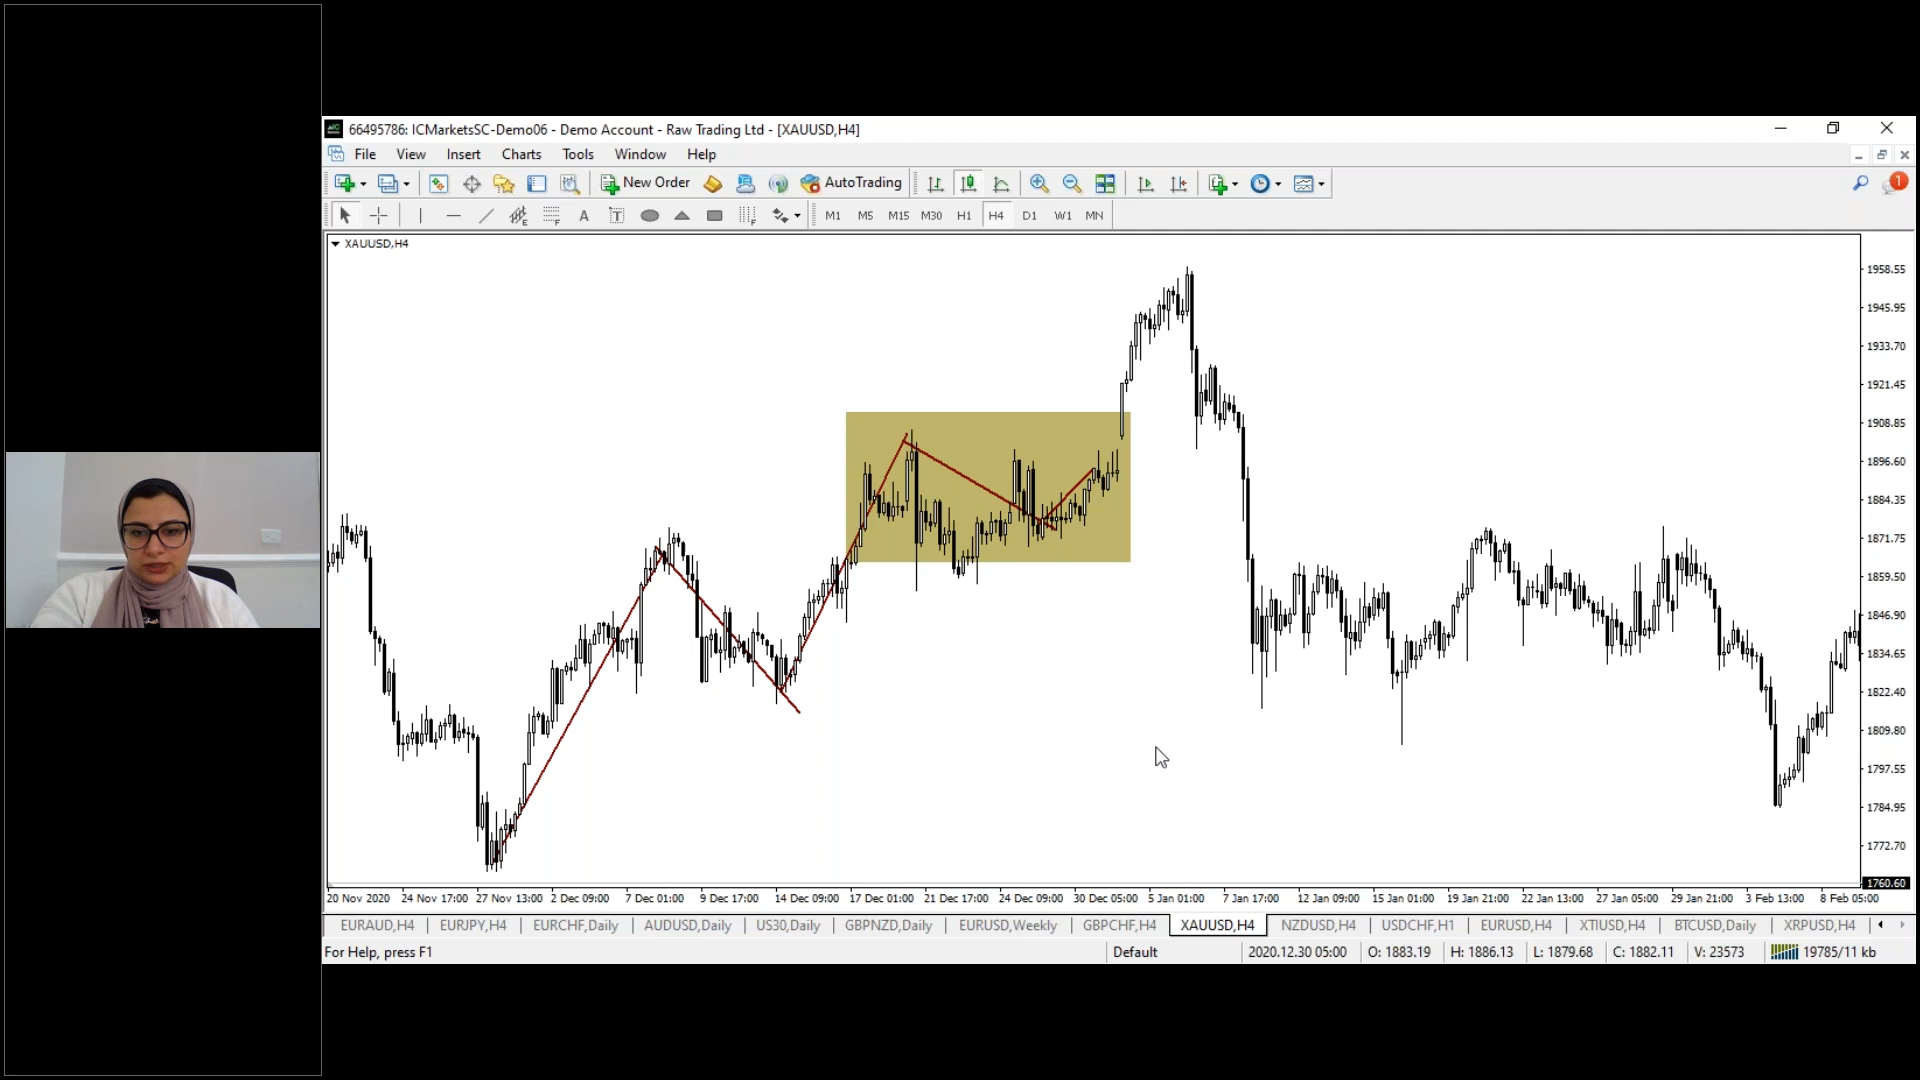 66495786: ICMarketsSC-Demo06 - Demo Account - Raw Trading Ltd - [XAUUSD,H4]
File View Insert Charts Tools Window Help
New Order AutoTrading 1
A T M1 M5 M15 M30 H1 H4 D1 W1 MN
XAUUSD,H4
1958.55
1945.95
1933.70
1921.45
1908.85
1896.60
1884.35
1871.75
1859.50
1846.90
1834.65
1822.40
1809.80
1797.55
1784.95
1772.70
1760.60
20 Nov 2020 24 Nov 17:00 27 Nov 13:00 2 Dec 09:00 7 Dec 01:00 9 Dec 17:00 14 Dec 09:00 17 Dec 01:00 21 Dec 17:00 24 Dec 09:00 30 Dec 05:00 5 Jan 01:00 7 Jan 17:00 12 Jan 09:00 15 Jan 01:00 19 Jan 21:00 22 Jan 13:00 27 Jan 05:00 29 Jan 21:00 3 Feb 13:00 8 Feb 05:00
EURAUD,H4 EURJPY,H4 EURCHF,Daily AUDUSD,Daily US30,Daily GBPNZD,Daily EURUSD,Weekly GBPCHF,H4 XAUUSD,H4 NZDUSD,H4 USDCHF,H1 EURUSD,H4 XTIUSD,H4 BTCUSD,Daily XRPUSD,H4
For Help, press F1 Default 2020.12.30 05:00 O: 1883.19 H: 1886.13 L: 1879.68 C: 1882.11 V: 23573 19785/11 kb